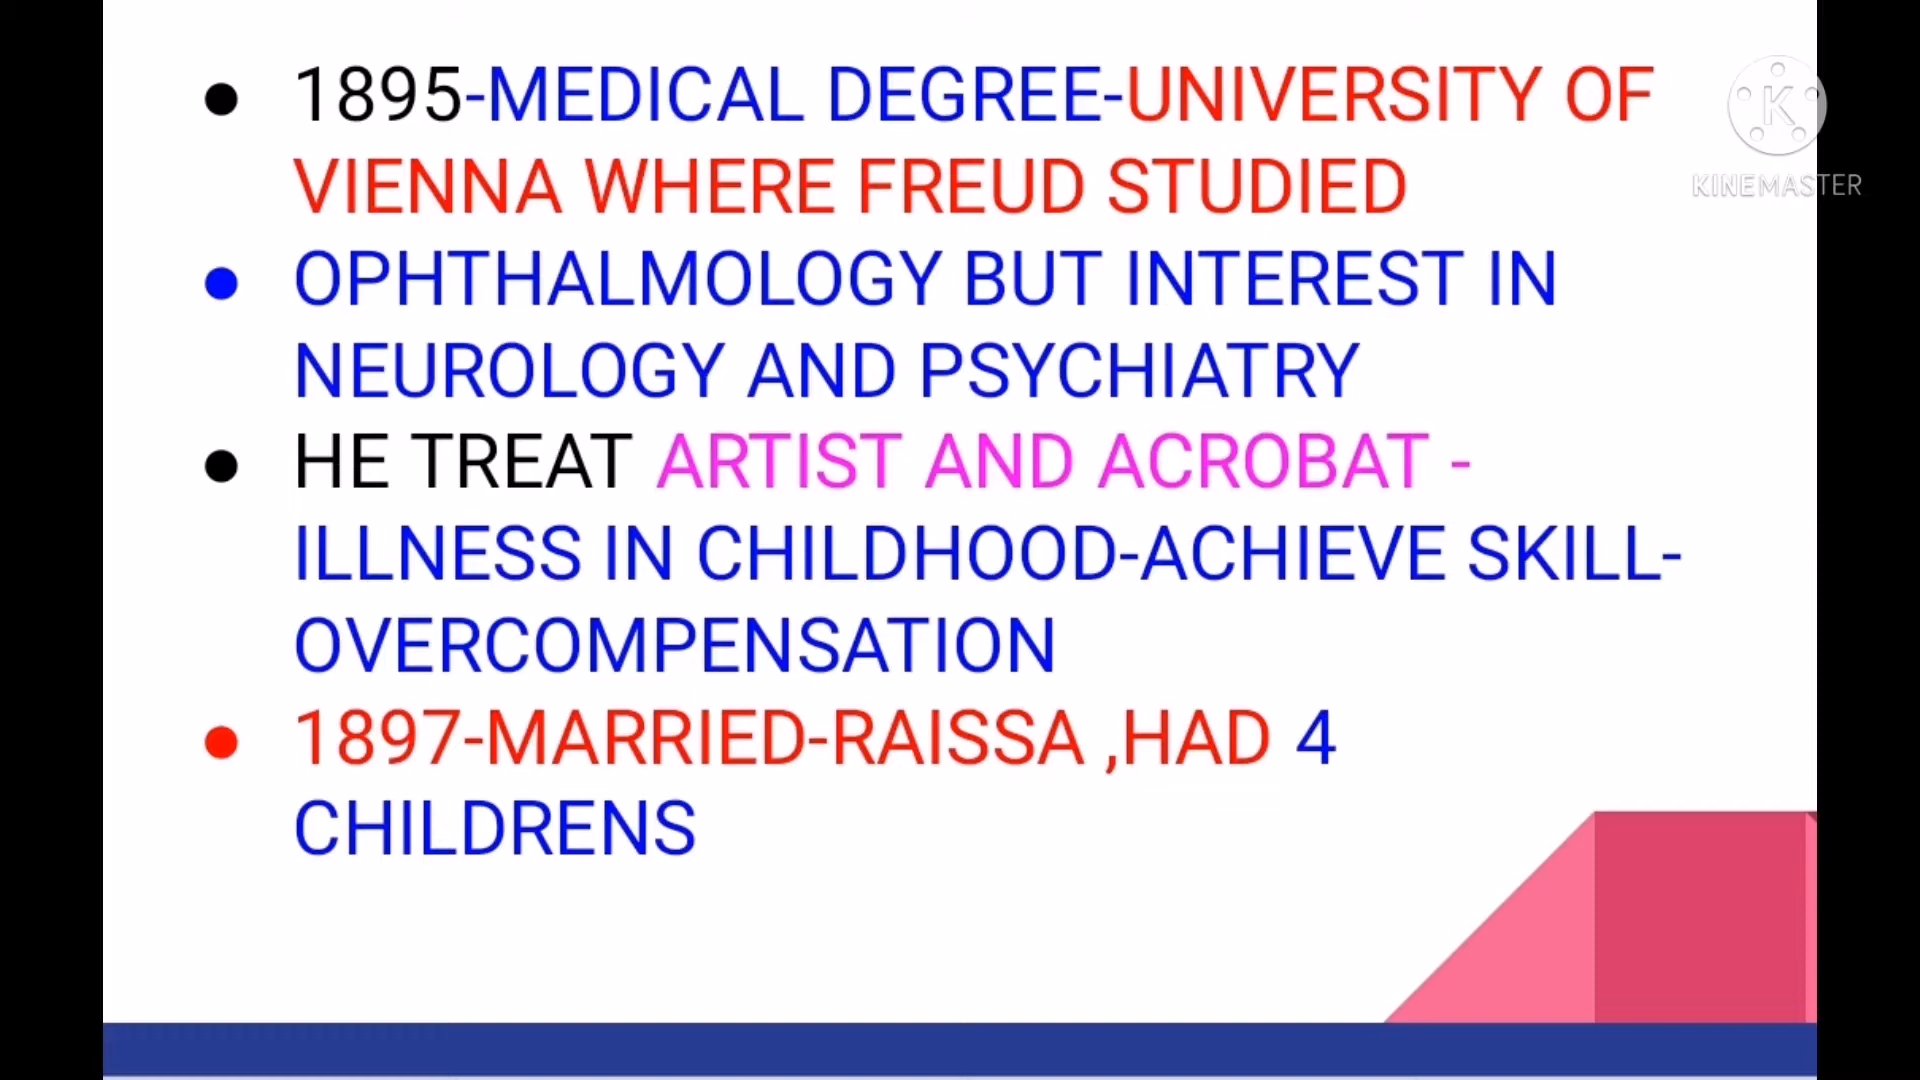 ● 1895-MEDICAL DEGREE-UNIVERSITY OF
VIENNA WHERE FREUD STUDIED
● OPHTHALMOLOGY BUT INTEREST IN
NEUROLOGY AND PSYCHIATRY
● HE TREAT ARTIST AND ACROBAT -
ILLNESS IN CHILDHOOD-ACHIEVE SKILL-
OVERCOMPENSATION
● 1897-MARRIED-RAISSA ,HAD 4
CHILDRENS
K
KINEMASTER